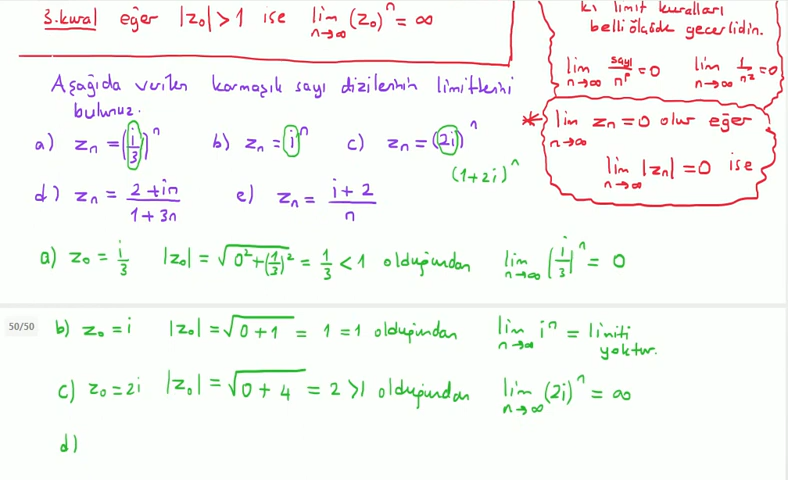 3.kural eğer |z₀|>1 ise lim n→∞ (z₀)ⁿ = ∞
ki limit kuralları
belli ölçüde geçerlidir.
lim n→∞ sayı/nᵖ = 0 lim n→∞ 1/n² = 0
Aşağıda verilen karmaşık sayı dizilerinin limitlerini
bulunuz.
a) zₙ = (i/3)ⁿ b) zₙ = iⁿ c) zₙ = (2i)ⁿ
(1+2i)ⁿ
d) zₙ = (2+in)/(1+3n) e) zₙ = (i+2)/n
* lim n→∞ zₙ = 0 olur eğer
lim n→∞ |zₙ| = 0 ise
a) z₀ = i/3 |z₀| = √(0²+(1/3)²) = 1/3 < 1 olduğundan lim n→∞ (i/3)ⁿ = 0
50/50
b) z₀ = i |z₀| = √(0+1) = 1 = 1 olduğundan lim n→∞ iⁿ = limiti
yoktur.
c) z₀ = 2i |z₀| = √(0+4) = 2 >1 olduğundan lim n→∞ (2i)ⁿ = ∞
d)